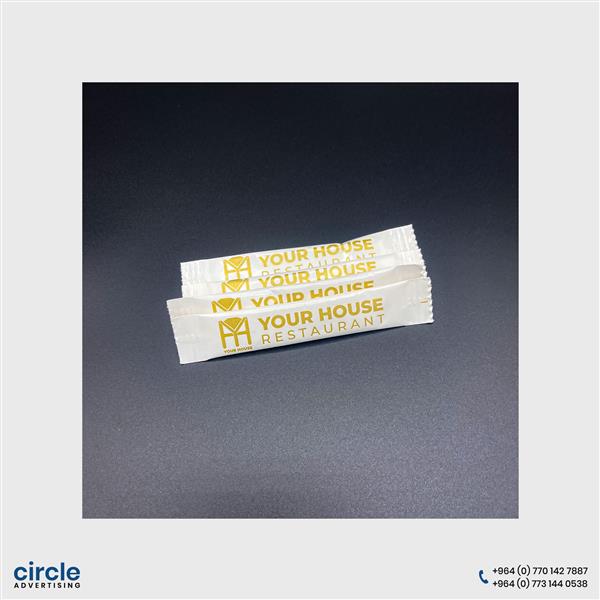 YOUR HOUSE
RESTAURANT
YOUR HOUSE
YOUR HOUSE
YOUR HOUSE
RESTAURANT
YOUR HOUSE
circle
ADVERTISING
+964 (0) 770 142 7887
+964 (0) 773 144 0538